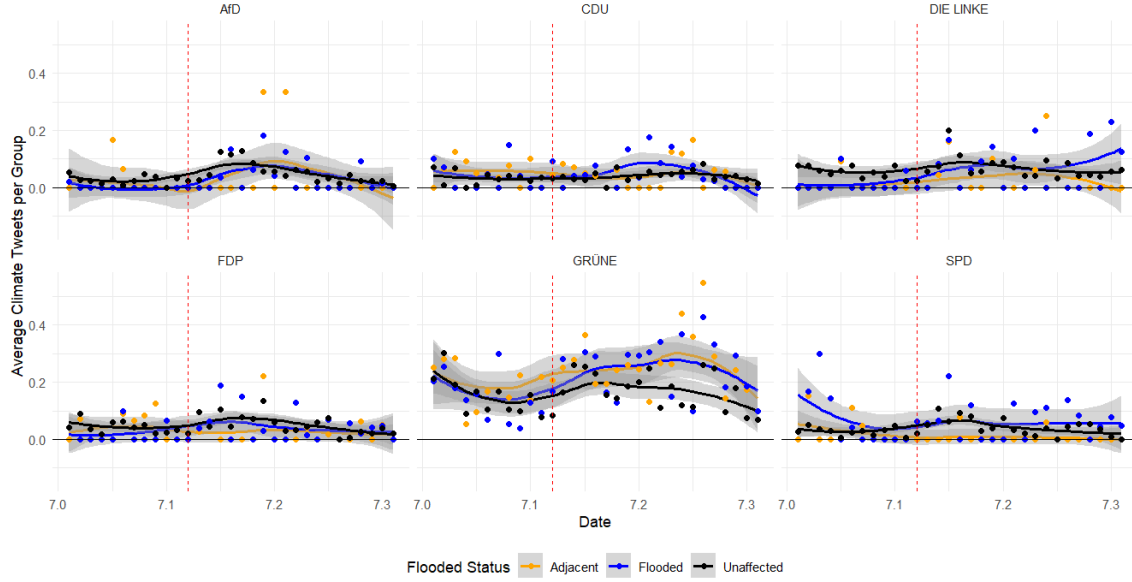 AfD CDU DIE LINKE
0.4
0.2
0.0
FDP GRÜNE SPD
0.4
0.2
0.0
7.0 7.1 7.2 7.3 7.0 7.1 7.2 7.3 7.0 7.1 7.2 7.3
Average Climate Tweets per Group
Date
Flooded Status Adjacent Flooded Unaffected